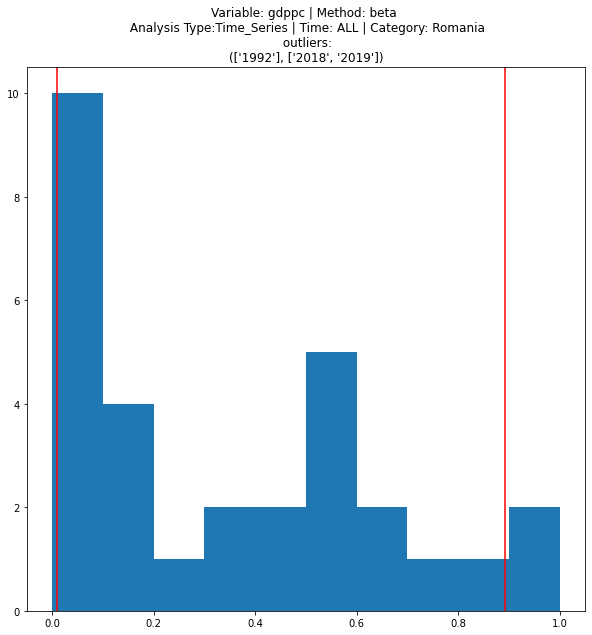 Variable: gdppc | Method: beta
Analysis Type:Time_Series | Time: ALL | Category: Romania
outliers:
(['1992'], ['2018', '2019'])
10
8
6
4
2
0
0.0 0.2 0.4 0.6 0.8 1.0